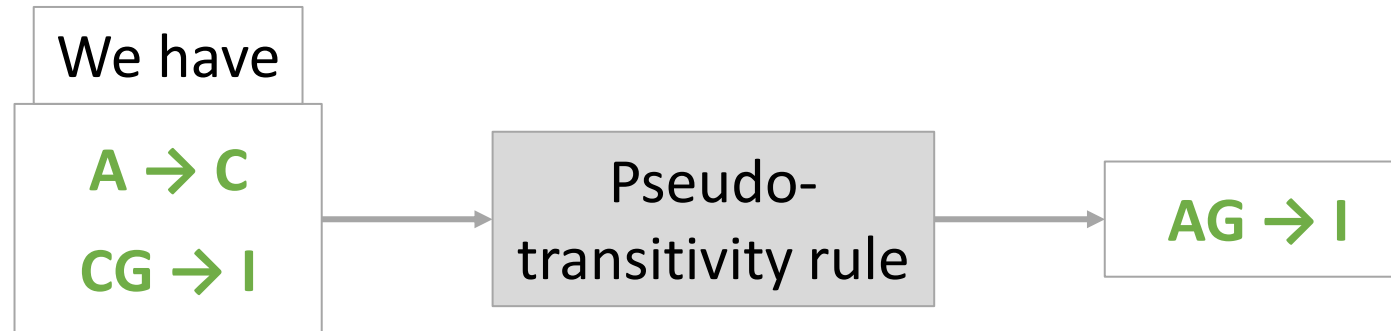 We have
A → C
CG → I
Pseudo-
transitivity rule
AG → I